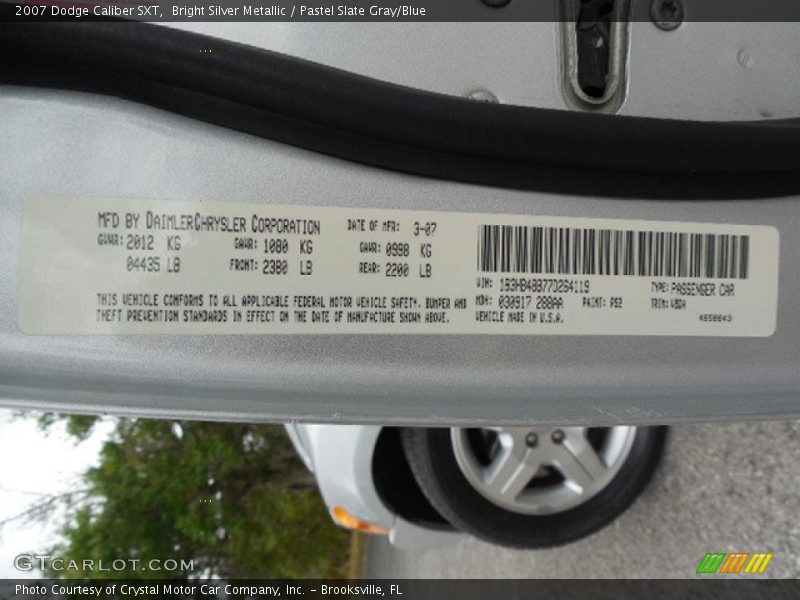 2007 Dodge Caliber SXT, Bright Silver Metallic / Pastel Slate Gray/Blue
MFD BY DAIMLERCHRYSLER CORPORATION DATE OF MFR: 3-07
GVWR: 2012 KG GAWR: 1080 KG GAWR: 0998 KG
04435 LB FRONT: 2380 LB REAR: 2200 LB
THIS VEHICLE CONFORMS TO ALL APPLICABLE FEDERAL MOTOR VEHICLE SAFETY, BUMPER AND
THEFT PREVENTION STANDARDS IN EFFECT ON THE DATE OF MANUFACTURE SHOWN ABOVE.
VIN: 1B3HB48B77D264119 TYPE: PASSENGER CAR
MDH: 030917 288AA PAINT: PS2 TRIM:
VEHICLE MADE IN U.S.A. 4658843
GTCARLOT.COM
Photo Courtesy of Crystal Motor Car Company, Inc. – Brooksville, FL